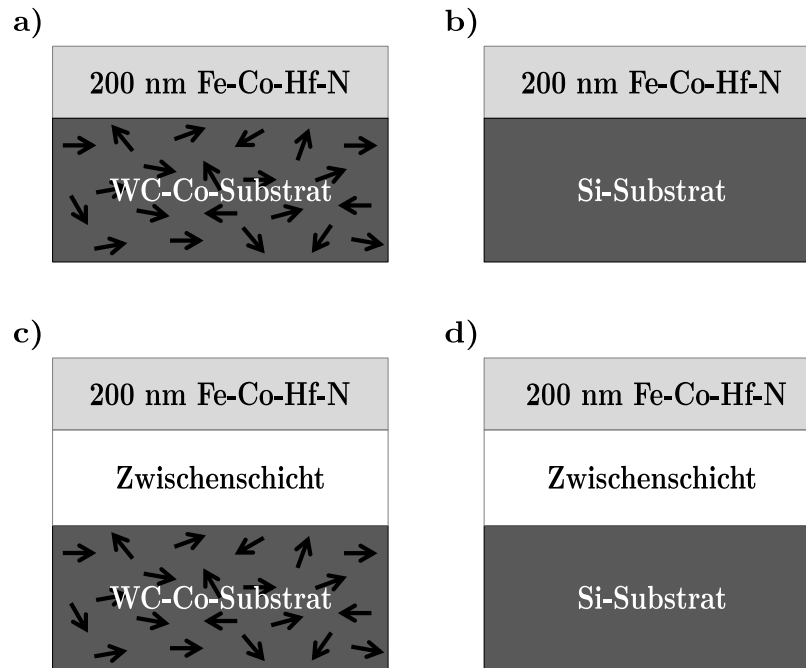 a)
200 nm Fe-Co-Hf-N
WC-Co-Substrat
b)
200 nm Fe-Co-Hf-N
Si-Substrat
c)
200 nm Fe-Co-Hf-N
Zwischenschicht
WC-Co-Substrat
d)
200 nm Fe-Co-Hf-N
Zwischenschicht
Si-Substrat